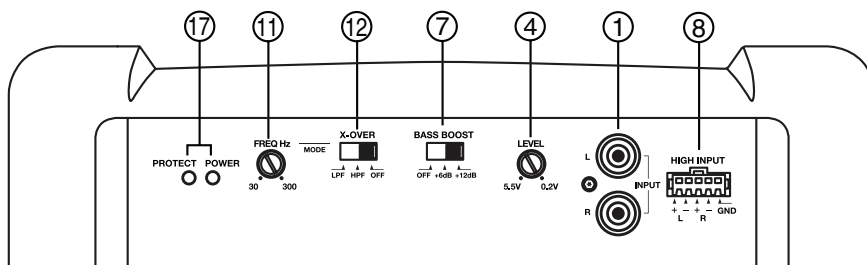 17 11 12 7 4 1 8
FREQ Hz
X-OVER
BASS BOOST
LEVEL
L
HIGH INPUT
MODE
PROTECT POWER
INPUT
30 300
LPF HPF OFF
OFF +6dB +12dB
5.5V 0.2V
R
+ – + – GND
L R